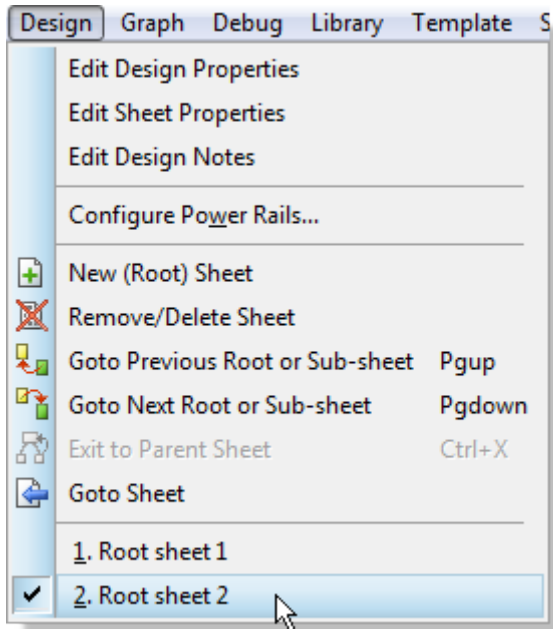 Design Graph Debug Library Template S
Edit Design Properties
Edit Sheet Properties
Edit Design Notes
Configure Power Rails...
New (Root) Sheet
Remove/Delete Sheet
Goto Previous Root or Sub-sheet Pgup
Goto Next Root or Sub-sheet Pgdown
Exit to Parent Sheet Ctrl+X
Goto Sheet
1. Root sheet 1
2. Root sheet 2